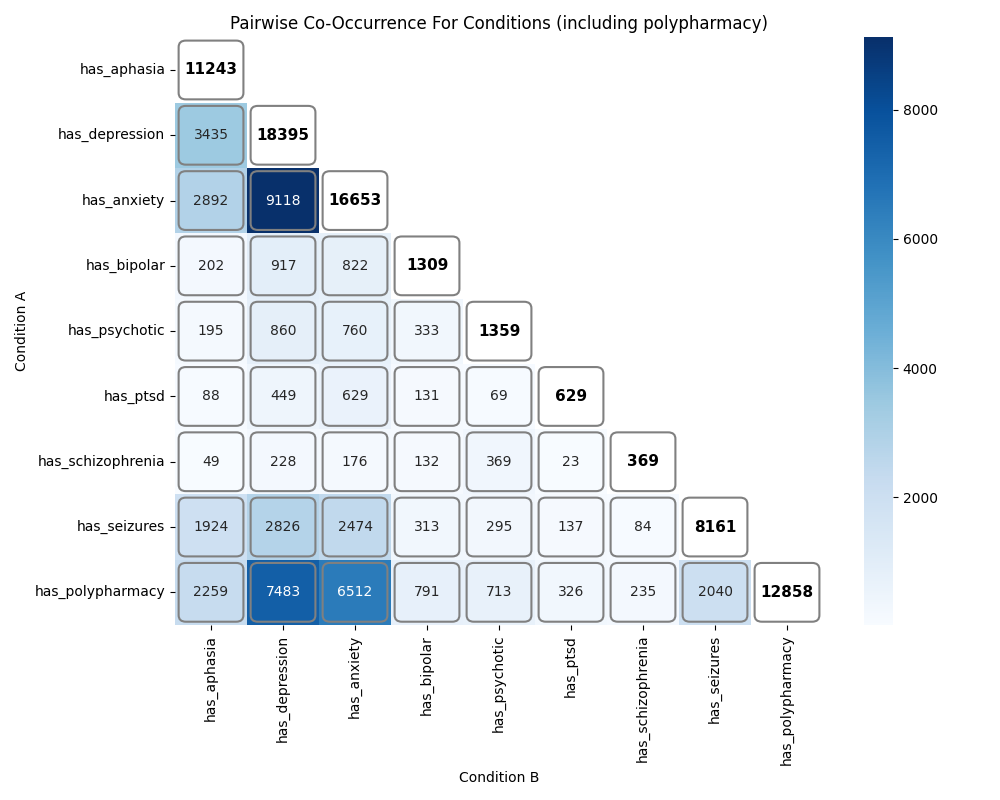 Pairwise Co-Occurrence For Conditions (including polypharmacy)
has_aphasia 11243
has_depression 3435 18395
has_anxiety 2892 9118 16653
has_bipolar 202 917 822 1309
has_psychotic 195 860 760 333 1359
has_ptsd 88 449 629 131 69 629
has_schizophrenia 49 228 176 132 369 23 369
has_seizures 1924 2826 2474 313 295 137 84 8161
has_polypharmacy 2259 7483 6512 791 713 326 235 2040 12858
Condition A
has_aphasia
has_depression
has_anxiety
has_bipolar
has_psychotic
has_ptsd
has_schizophrenia
has_seizures
has_polypharmacy
Condition B
8000
6000
4000
2000